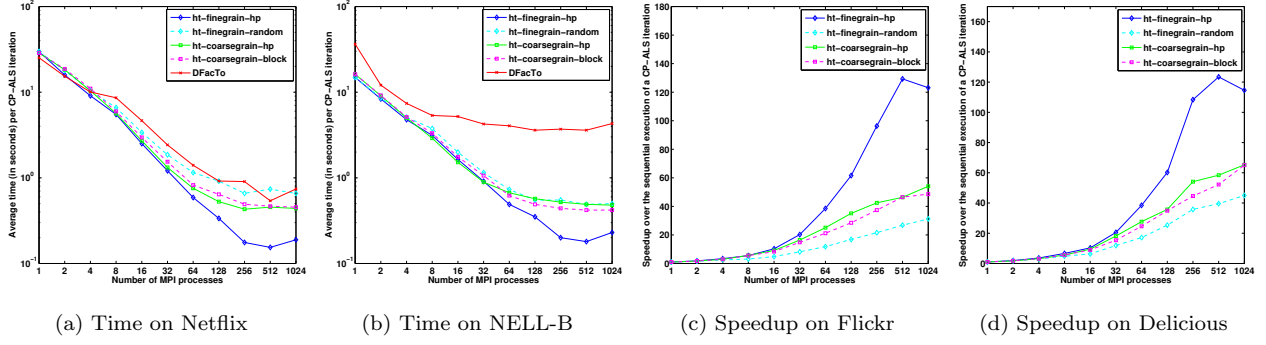 Average time (in seconds) per CP-ALS iteration
10^2
10^1
10^0
10^-1
1 2 4 8 16 32 64 128 256 512 1024
Number of MPI processes
ht-finegrain-hp
ht-finegrain-random
ht-coarsegrain-hp
ht-coarsegrain-block
DFacTo
(a) Time on Netflix
Average time (in seconds) per CP-ALS iteration
10^2
10^1
10^0
10^-1
1 2 4 8 16 32 64 128 256 512 1024
Number of MPI processes
ht-finegrain-hp
ht-finegrain-random
ht-coarsegrain-hp
ht-coarsegrain-block
DFacTo
(b) Time on NELL-B
Speedup over the sequential execution of a CP-ALS iteration
180
160
140
120
100
80
60
40
20
0
1 2 4 8 16 32 64 128 256 512 1024
Number of MPI processes
ht-finegrain-hp
ht-finegrain-random
ht-coarsegrain-hp
ht-coarsegrain-block
(c) Speedup on Flickr
Speedup over the sequential execution of a CP-ALS iteration
160
140
120
100
80
60
40
20
0
1 2 4 8 16 32 64 128 256 512 1024
Number of MPI processes
ht-finegrain-hp
ht-finegrain-random
ht-coarsegrain-hp
ht-coarsegrain-block
(d) Speedup on Delicious